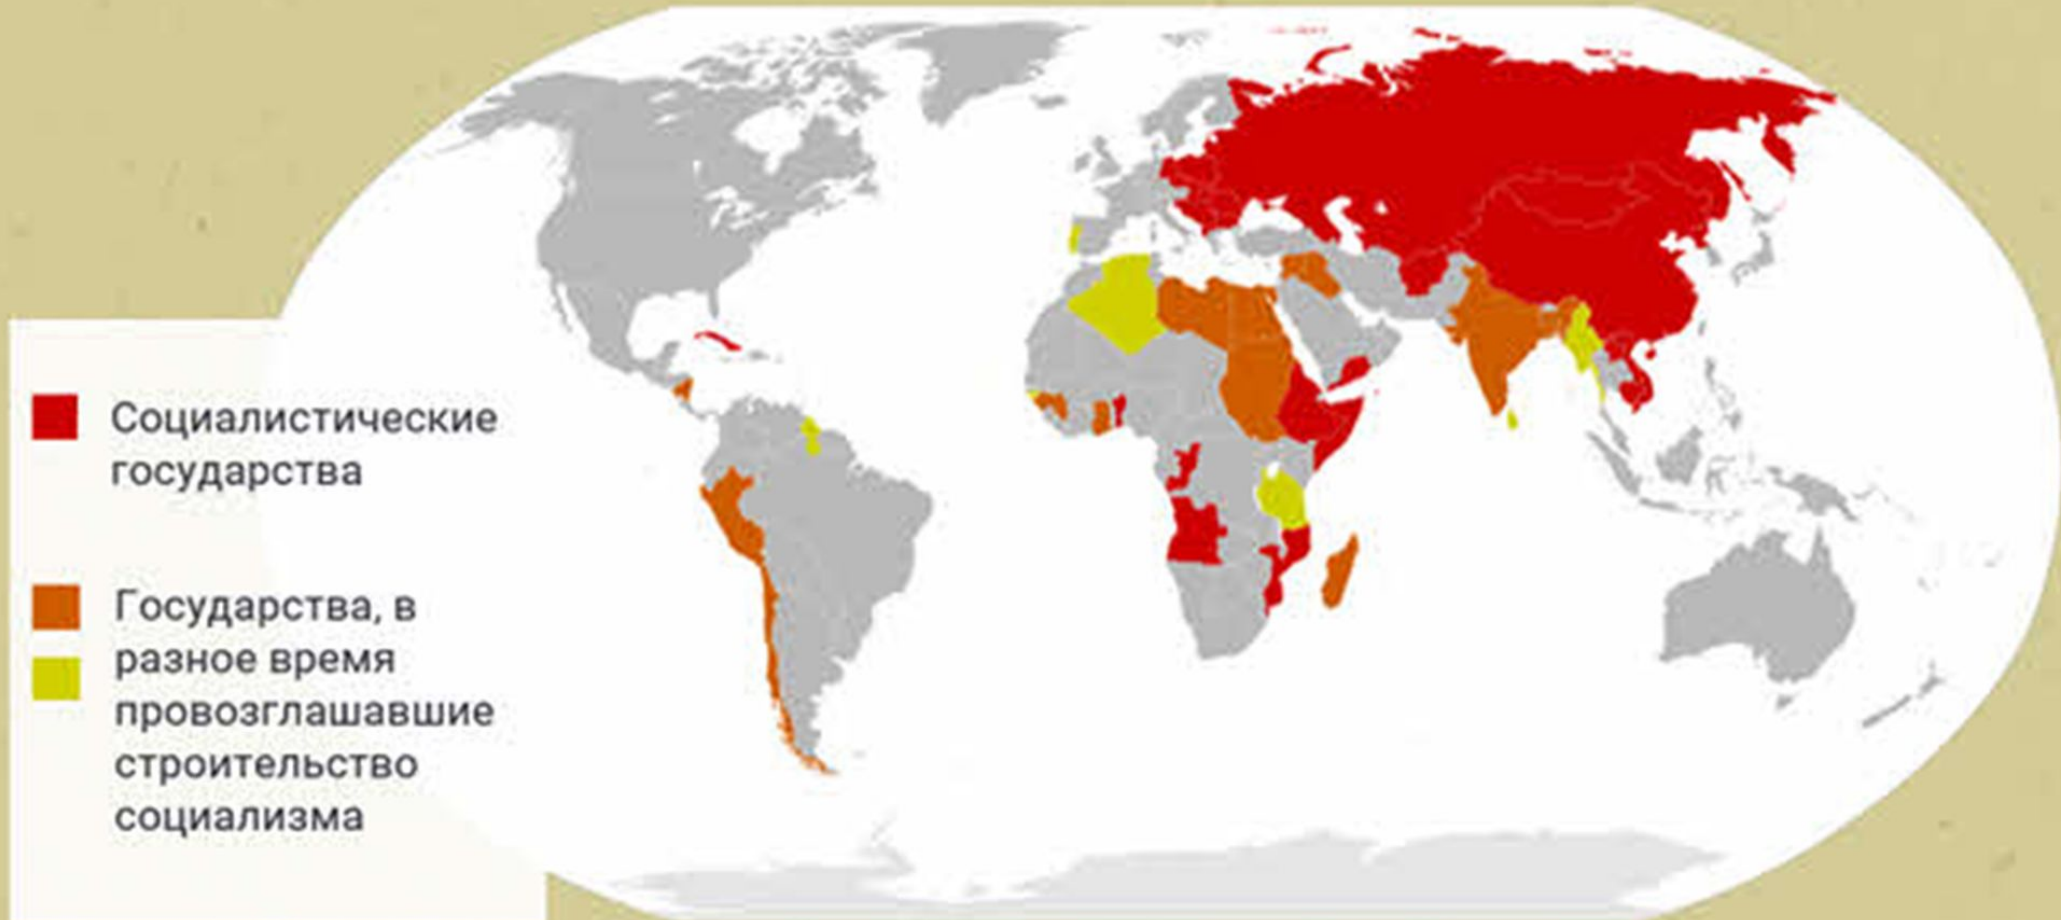 Социалистические
государства
Государства, в
разное время
провозглашавшие
строительство
социализма